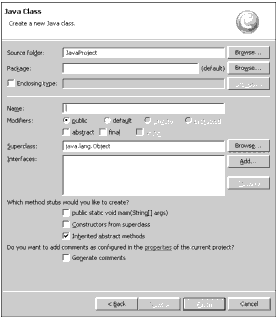 Java Class
Create a new Java class.
Source folder: JavaProject Browse...
Package: (default) Browse...
Enclosing type:
Name:
Modifiers: public default private protected
abstract final static
Superclass: java.lang.Object Browse...
Interfaces: Add...
Remove
Which method stubs would you like to create?
public static void main(String[] args)
Constructors from superclass
Inherited abstract methods
Do you want to add comments as configured in the properties of the current project?
Generate comments
< Back Next > Finish Cancel